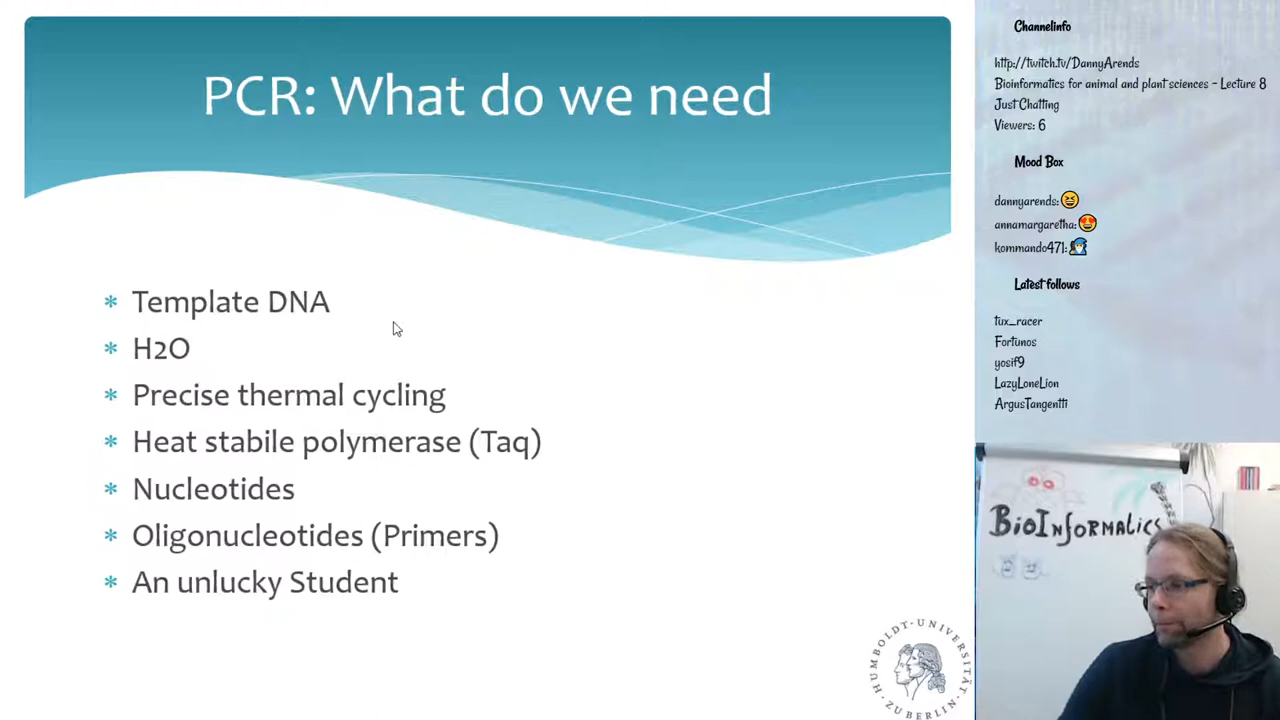 PCR: What do we need
* Template DNA
* H2O
* Precise thermal cycling
* Heat stabile polymerase (Taq)
* Nucleotides
* Oligonucleotides (Primers)
* An unlucky Student
HUMBOLDT-UNIVERSITÄT
ZU BERLIN
Channelinfo
http://twitch.tv/DannyArends
Bioinformatics for animal and plant sciences - Lecture 8
Just Chatting
Viewers: 6
Mood Box
dannyarends:😆
annamargaretha:😍
kommando471:🧙
Latest follows
tux_racer
Fortunos
yosif9
LazyLoneLion
ArgusTangentti
BioInformatics